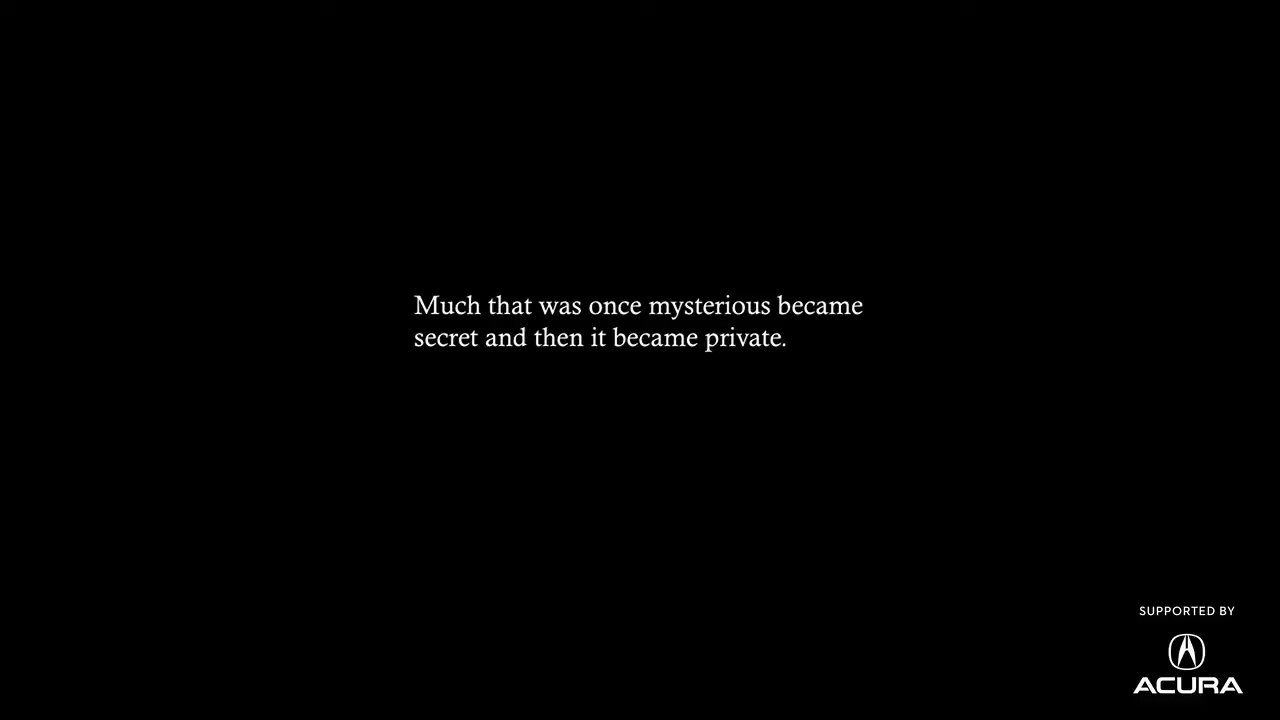 Much that was once mysterious became
secret and then it became private.
SUPPORTED BY
ACURA